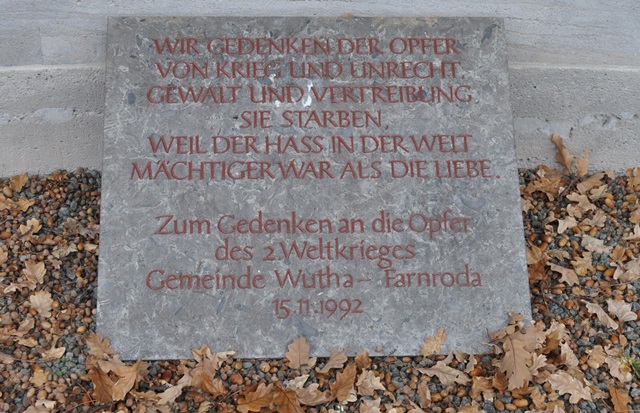 WIR GEDENKEN DER OPFER
VON KRIEG UND UNRECHT,
GEWALT UND VERTREIBUNG.
SIE STARBEN,
WEIL DER HASS IN DER WELT
MÄCHTIGER WAR ALS DIE LIEBE.
Zum Gedenken an die Opfer
des 2. Weltkrieges
Gemeinde Wutha – Farnroda
15.11.1992